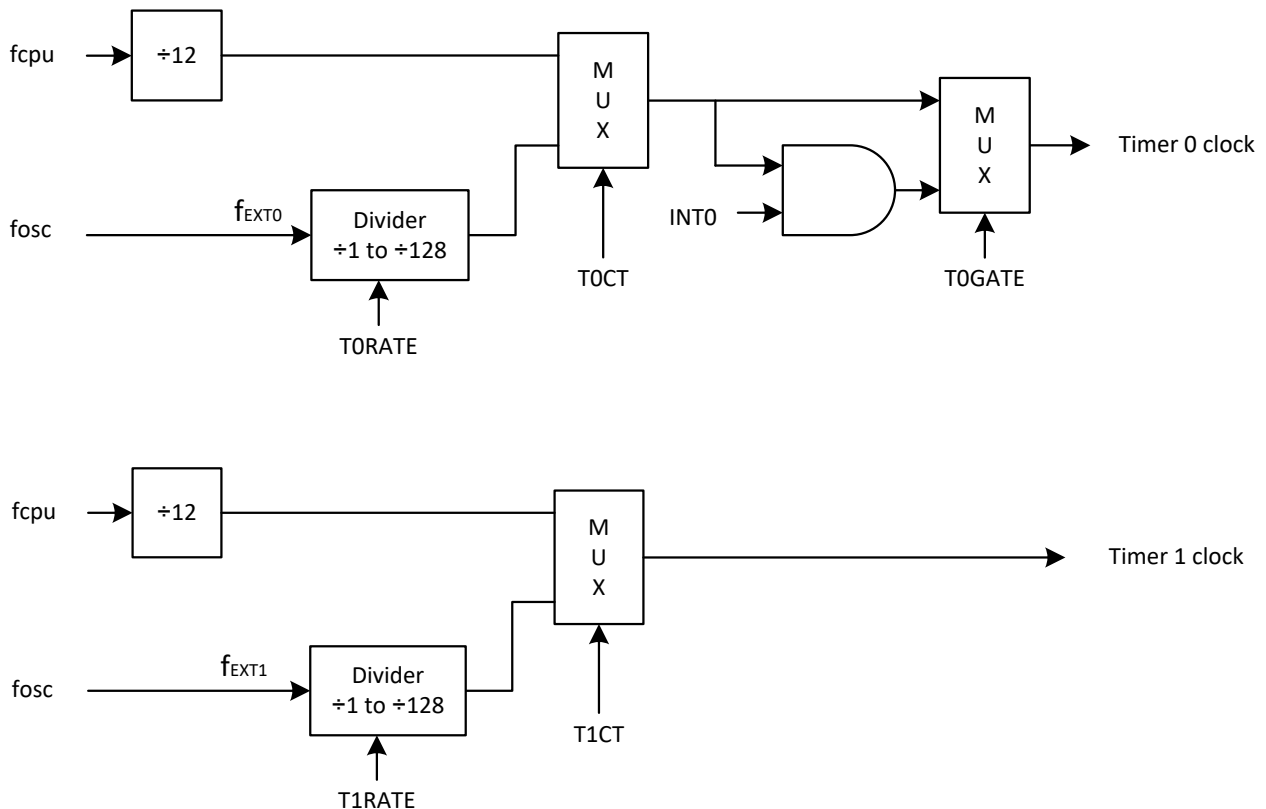 fcpu
÷12
M
U
X
M
U
X
Timer 0 clock
fEXT0
INT0
fosc
Divider
÷1 to ÷128
T0CT
T0GATE
T0RATE
fcpu
÷12
M
U
X
Timer 1 clock
fEXT1
fosc
Divider
÷1 to ÷128
T1CT
T1RATE